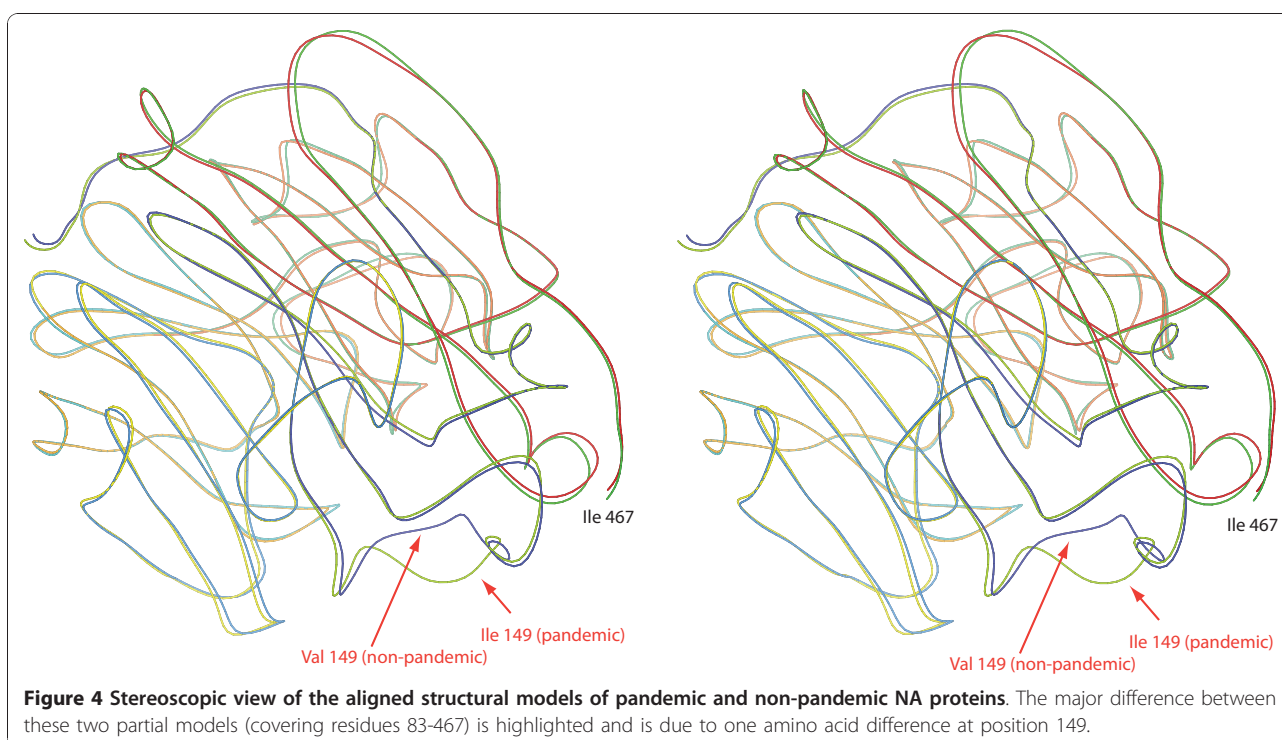 Ile 467
Ile 467
Ile 149 (pandemic)
Val 149 (non-pandemic)
Ile 149 (pandemic)
Val 149 (non-pandemic)
Figure 4 Stereoscopic view of the aligned structural models of pandemic and non-pandemic NA proteins. The major difference between
these two partial models (covering residues 83-467) is highlighted and is due to one amino acid difference at position 149.